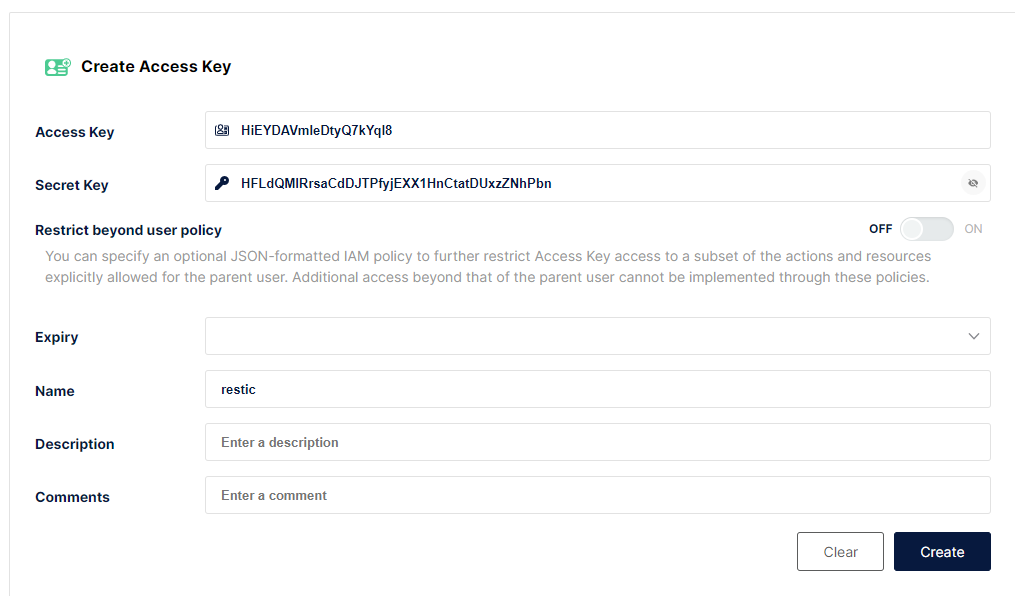 Create Access Key
Access Key
HiEYDAVmleDtyQ7kYql8
Secret Key
HFLdQMIRrsaCdDJTPfyjEXX1HnCtatDUxzZNhPbn
Restrict beyond user policy
OFF
ON
You can specify an optional JSON-formatted IAM policy to further restrict Access Key access to a subset of the actions and resources
explicitly allowed for the parent user. Additional access beyond that of the parent user cannot be implemented through these policies.
Expiry
Name
restic
Description
Enter a description
Comments
Enter a comment
Clear
Create